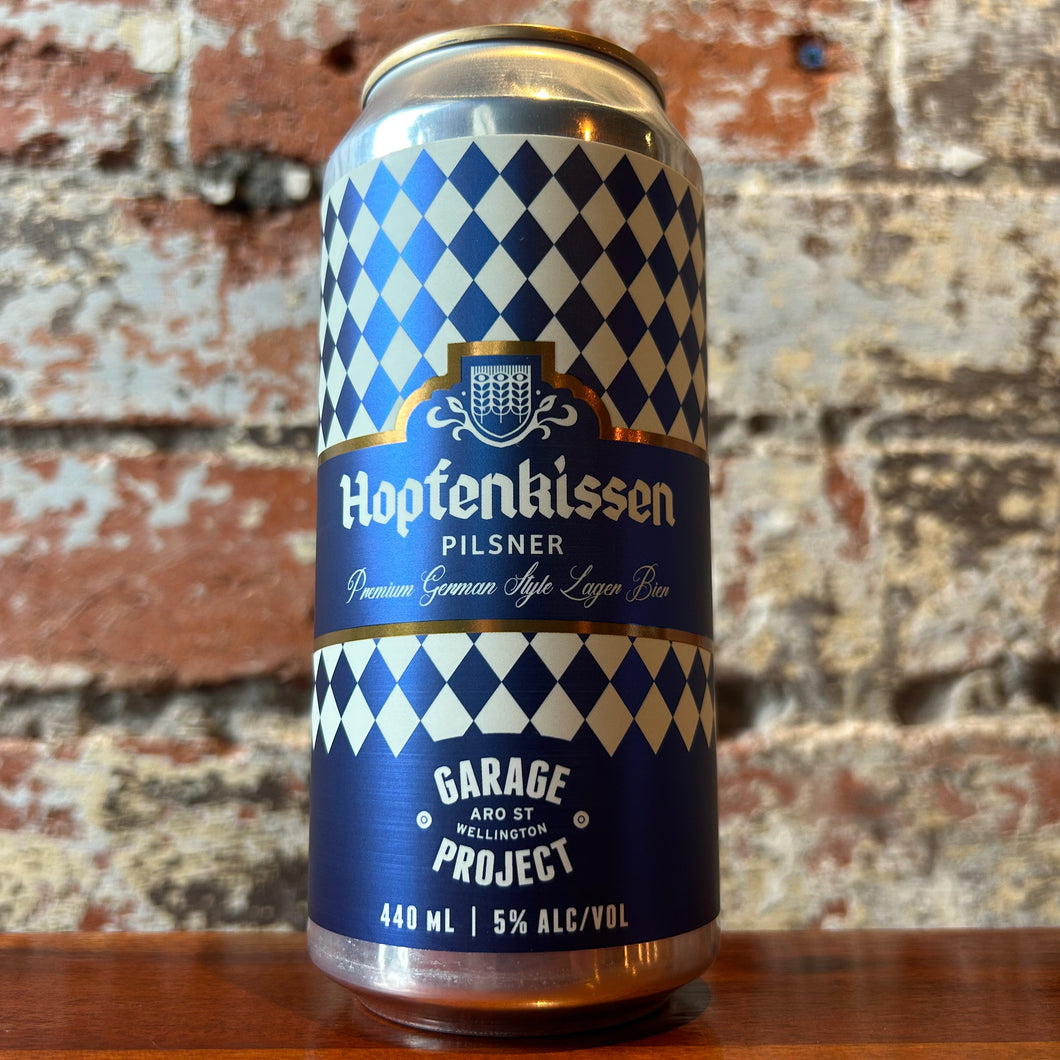 Hopfenkissen
PILSNER
Premium German Style Lager Bier
GARAGE
ARO ST
WELLINGTON
PROJECT
440 mL | 5% ALC/VOL